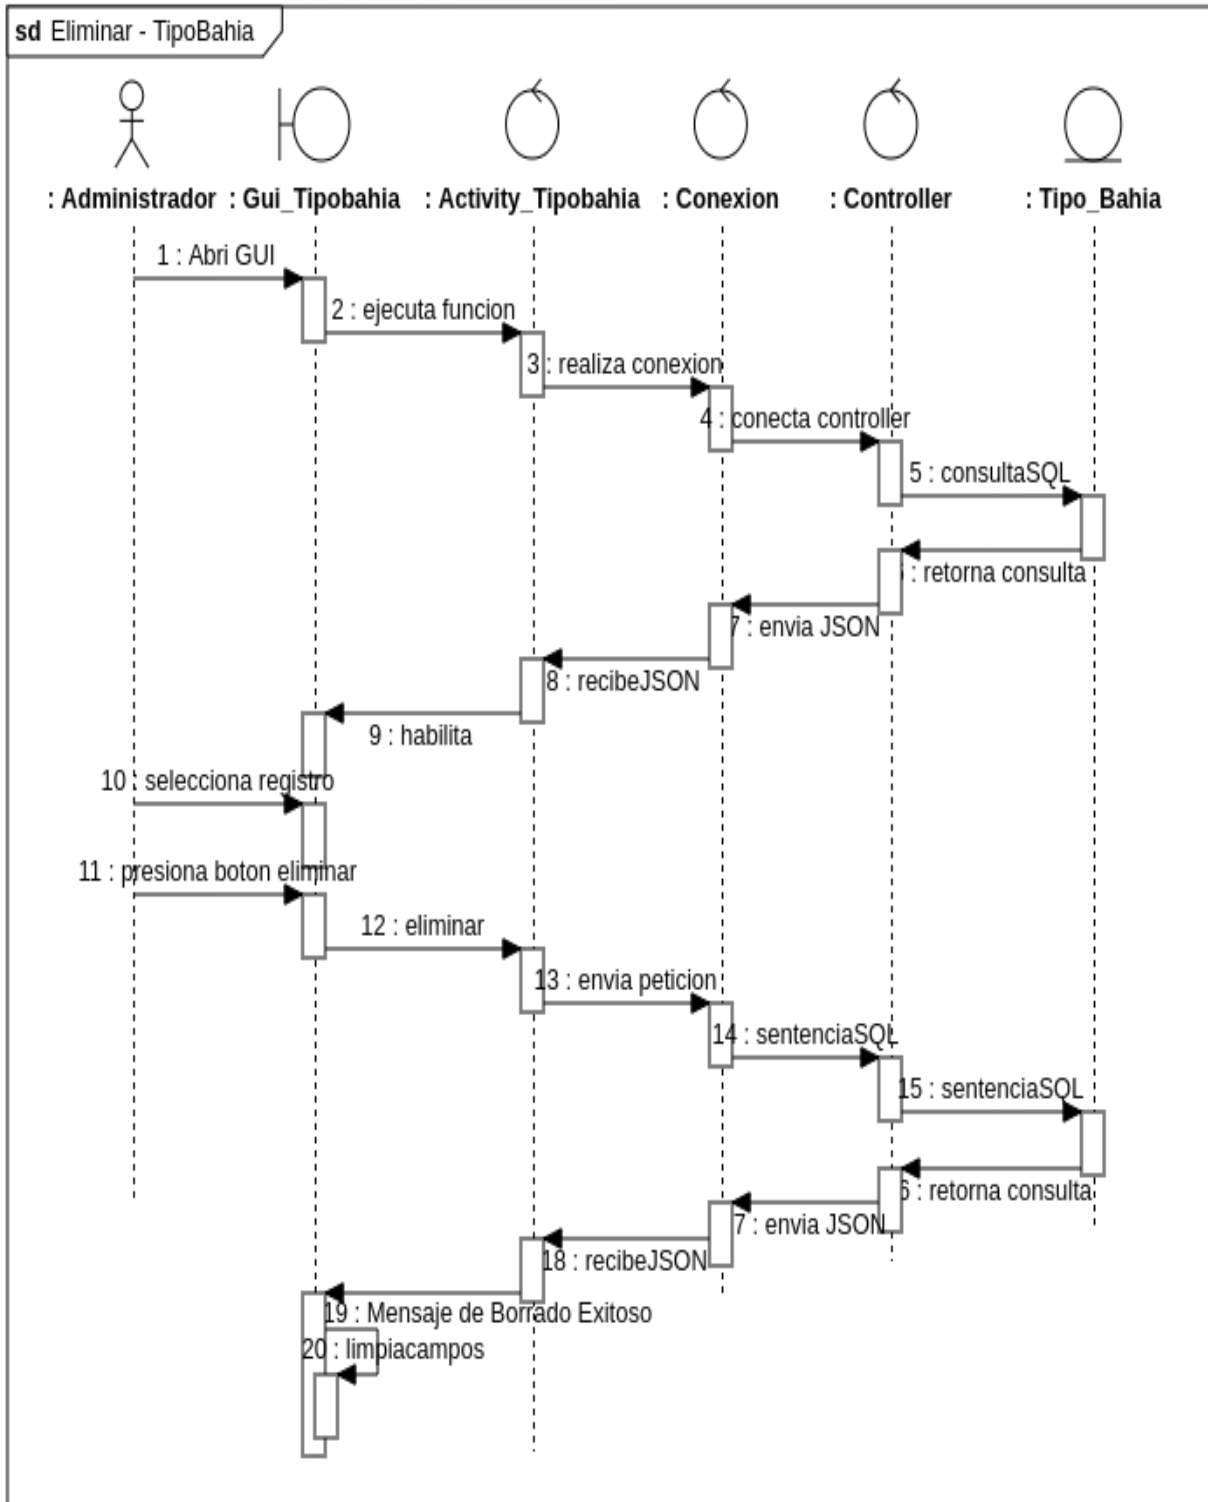 sd Eliminar - TipoBahia
: Administrador : Gui_Tipobahia : Activity_Tipobahia : Conexion : Controller : Tipo_Bahia
1 : Abri GUI
2 : ejecuta funcion
3 : realiza conexion
4 : conecta controller
5 : consultaSQL
: retorna consulta
7 : envia JSON
8 : recibeJSON
9 : habilita
10 : selecciona registro
11 : presiona boton eliminar
12 : eliminar
13 : envia peticion
14 : sentenciaSQL
15 : sentenciaSQL
6 : retorna consulta
7 : envia JSON
18 : recibeJSON
19 : Mensaje de Borrado Exitoso
20 : limpiacampos